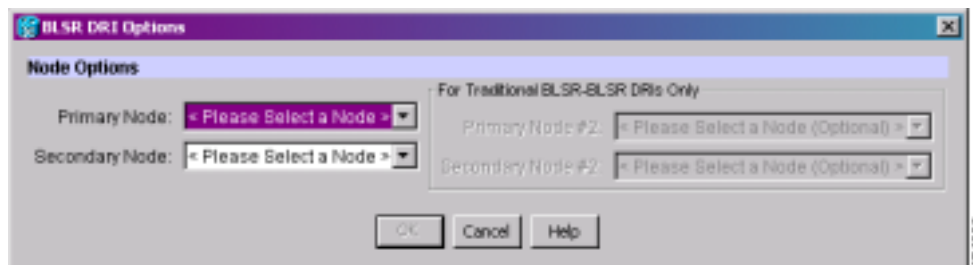 BLSR DRI Options
Node Options
For Traditional BLSR-BLSR DRIs Only
Primary Node: < Please Select a Node >
Primary Node #2: < Please Select a Node (Optional) >
Secondary Node: < Please Select a Node >
Secondary Node #2: < Please Select a Node (Optional) >
OK Cancel Help